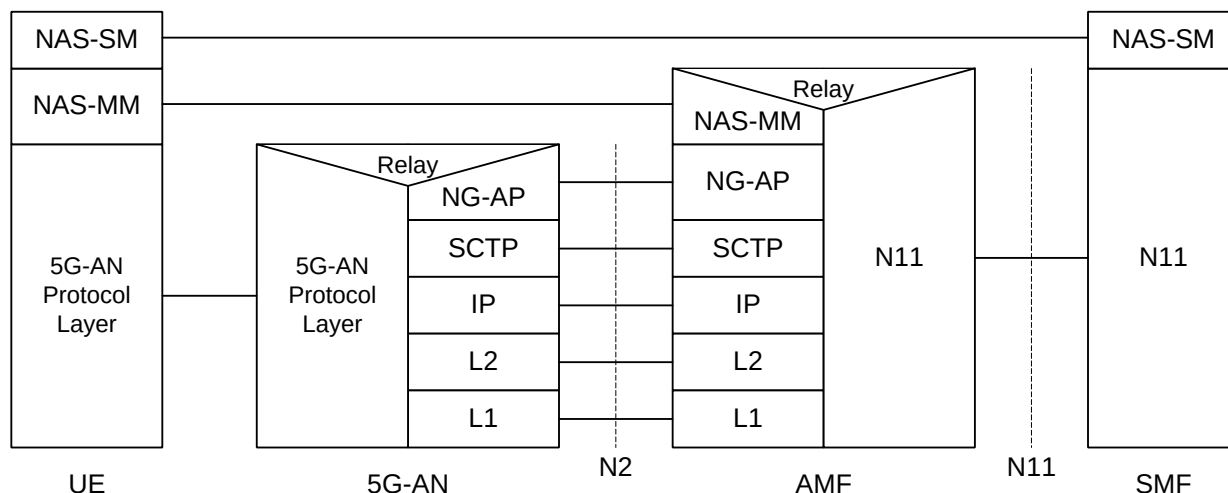 NAS-SM
NAS-SM
NAS-MM
Relay
NAS-MM
Relay
NG-AP
NG-AP
SCTP
SCTP
N11
N11
5G-AN
Protocol
Layer
5G-AN
Protocol
Layer
IP
IP
L2
L2
L1
L1
N2
N11
UE
5G-AN
AMF
SMF